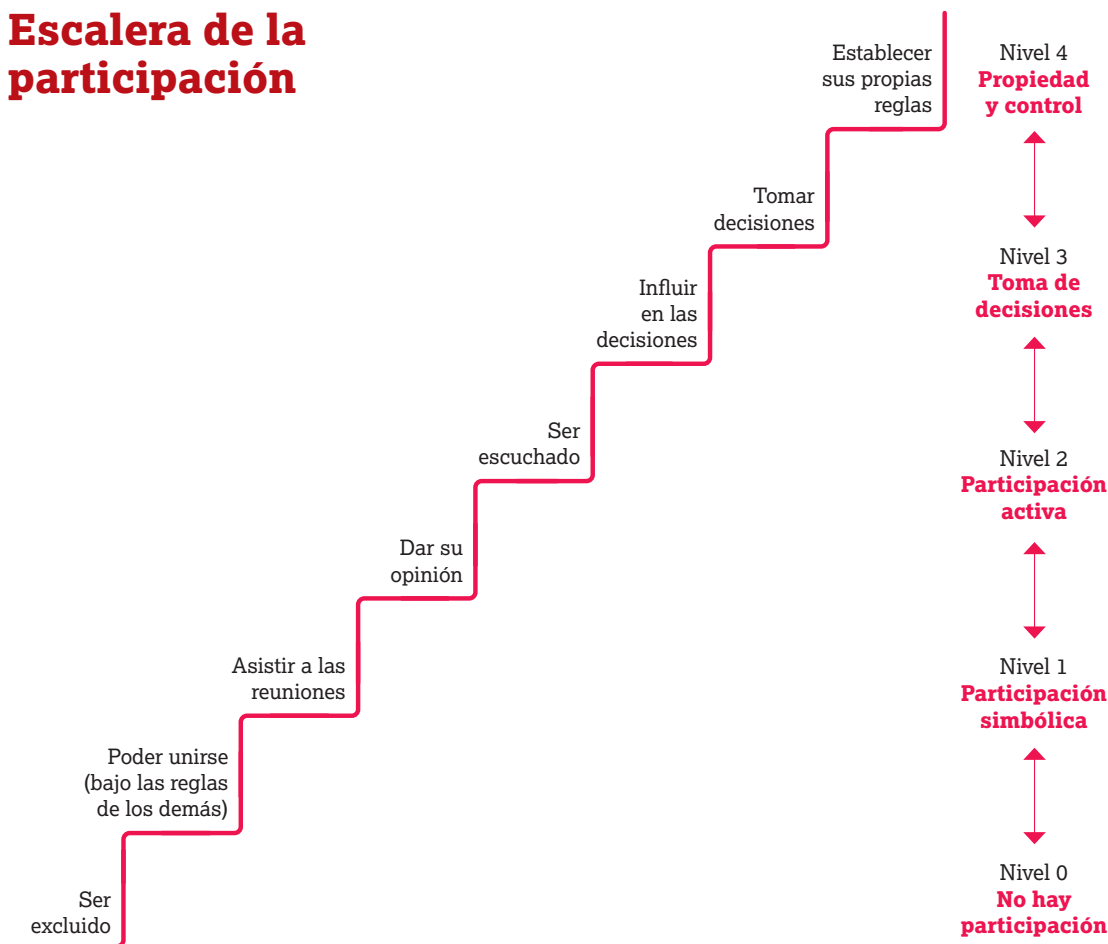 Escalera de la
participación
Establecer
sus propias
reglas
Tomar
decisiones
Influir
en las
decisiones
Ser
escuchado
Dar su
opinión
Asistir a las
reuniones
Poder unirse
(bajo las reglas
de los demás)
Ser
excluido
Nivel 4
Propiedad
y control
Nivel 3
Toma de
decisiones
Nivel 2
Participación
activa
Nivel 1
Participación
simbólica
Nivel 0
No hay
participación